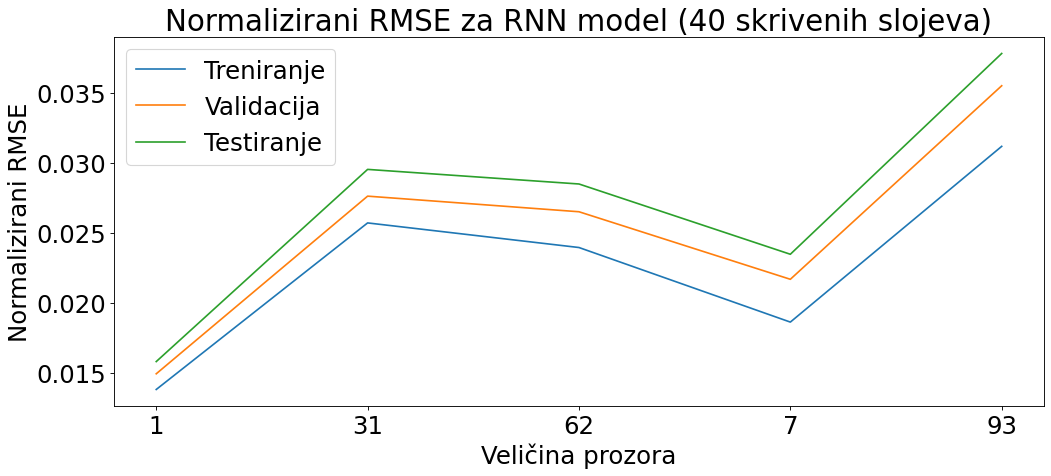 Normalizirani RMSE za RNN model (40 skrivenih slojeva)
Treniranje
Validacija
Testiranje
Normalizirani RMSE
0.035
0.030
0.025
0.020
0.015
1 31 62 7 93
Veličina prozora